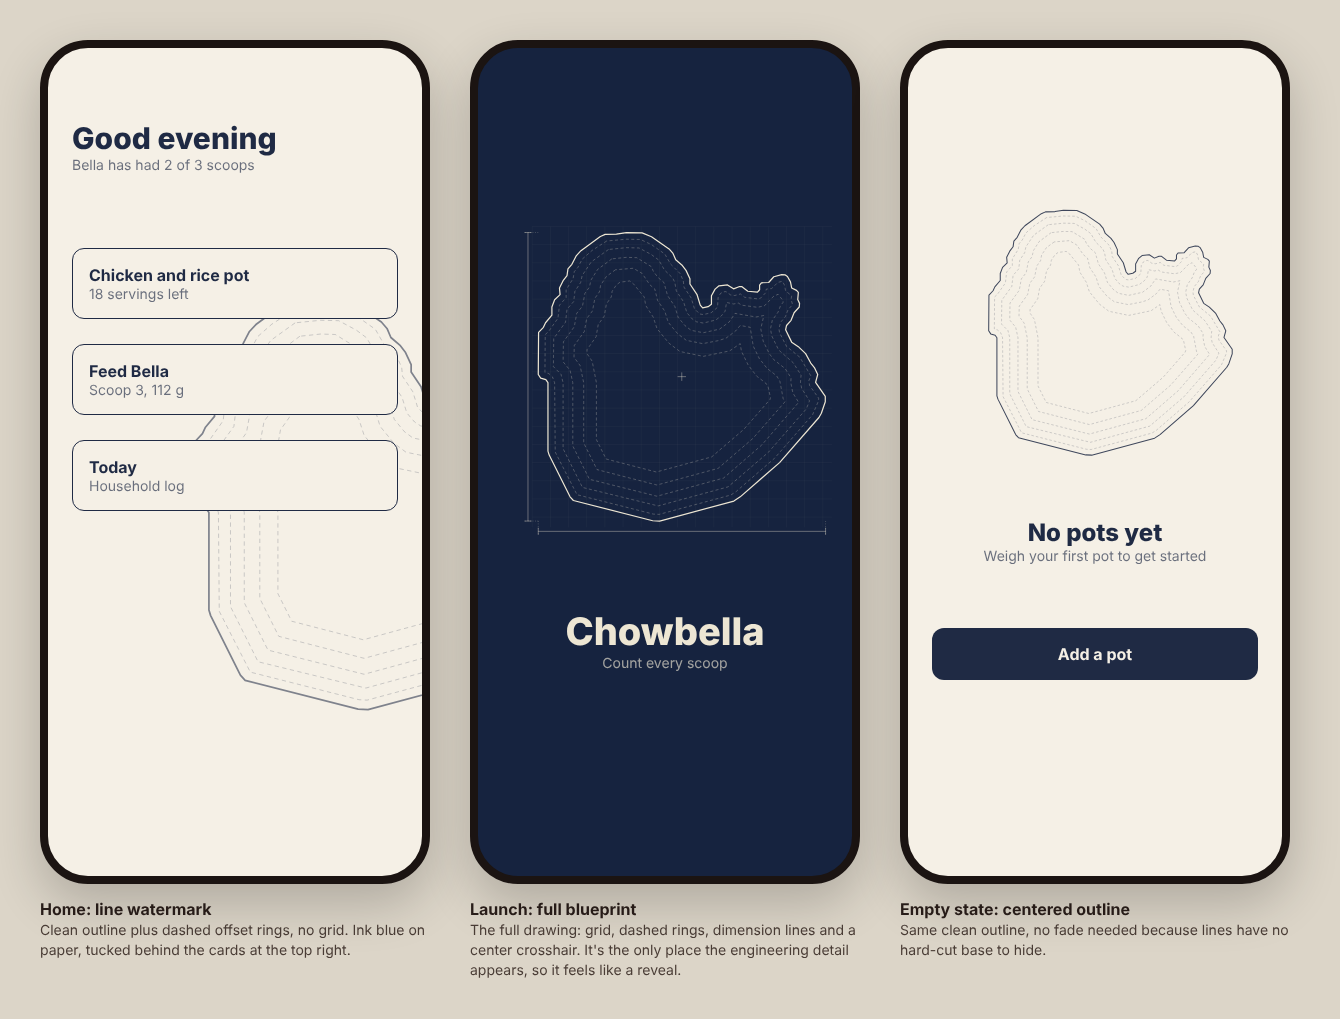 Good evening
Bella has had 2 of 3 scoops
Chicken and rice pot
18 servings left
Feed Bella
Scoop 3, 112 g
Today
Household log
Home: line watermark
Clean outline plus dashed offset rings, no grid. Ink blue on
paper, tucked behind the cards at the top right.
Chowbella
Count every scoop
Launch: full blueprint
The full drawing: grid, dashed rings, dimension lines and a
center crosshair. It's the only place the engineering detail
appears, so it feels like a reveal.
No pots yet
Weigh your first pot to get started
Add a pot
Empty state: centered outline
Same clean outline, no fade needed because lines have no
hard-cut base to hide.